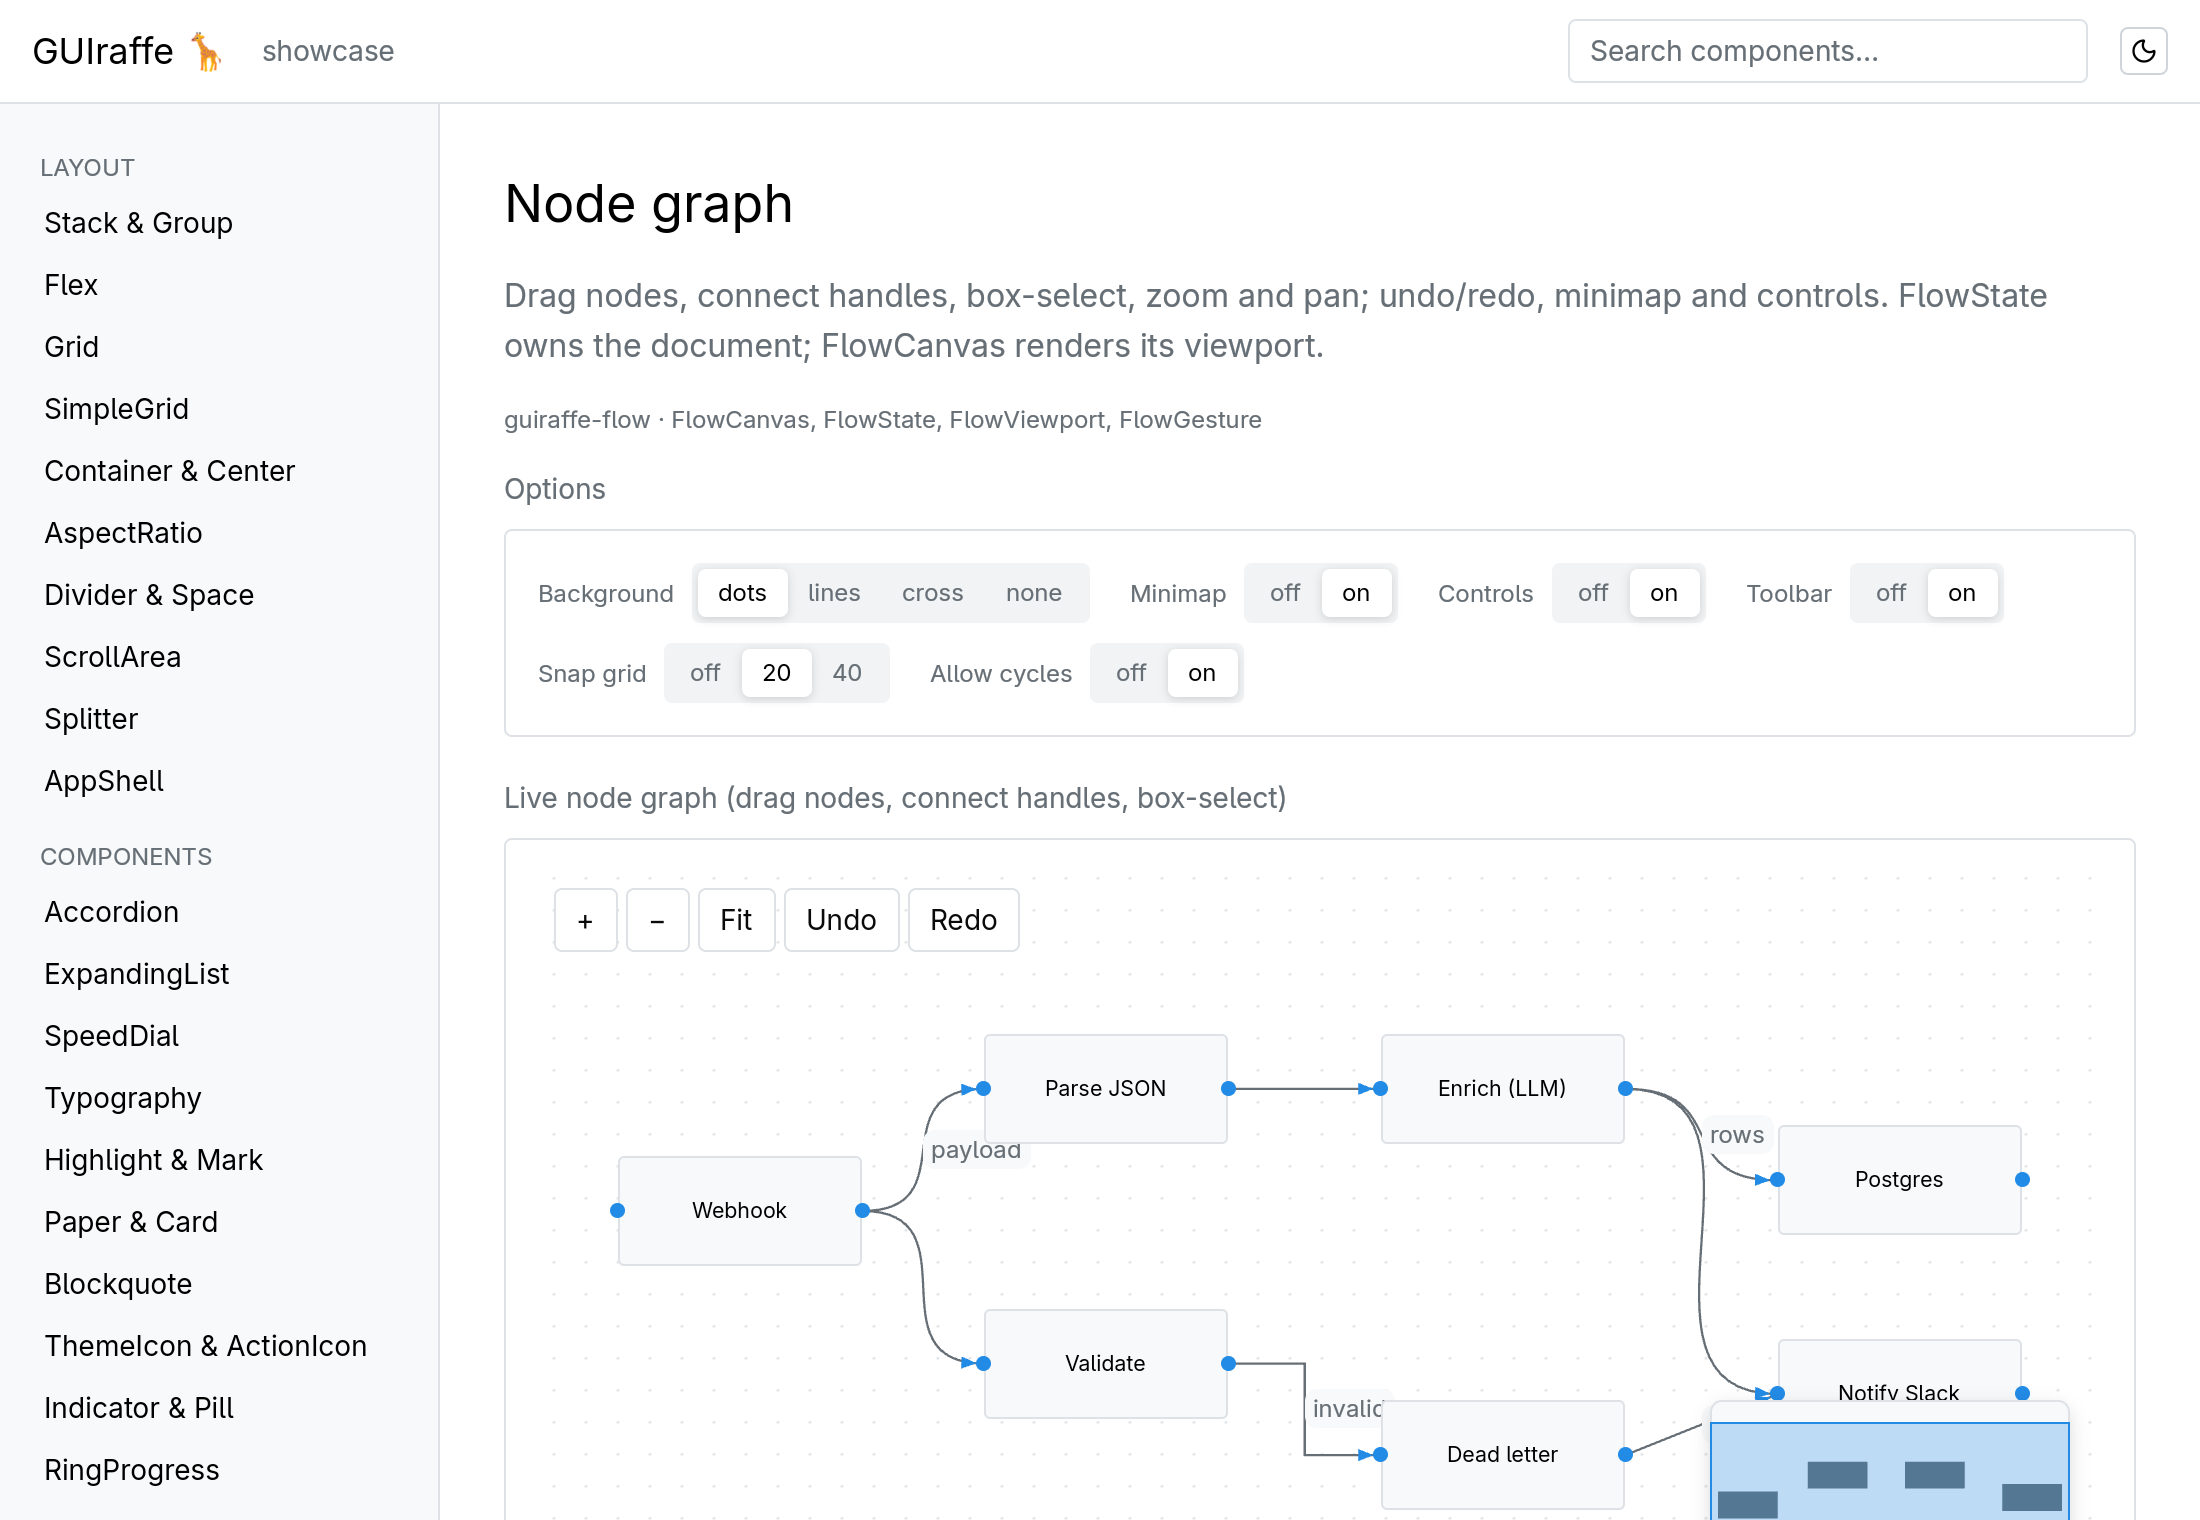 GUIraffe 🦒 showcase
Search components...
LAYOUT
Stack & Group
Flex
Grid
SimpleGrid
Container & Center
AspectRatio
Divider & Space
ScrollArea
Splitter
AppShell
COMPONENTS
Accordion
ExpandingList
SpeedDial
Typography
Highlight & Mark
Paper & Card
Blockquote
ThemeIcon & ActionIcon
Indicator & Pill
RingProgress
Node graph
Drag nodes, connect handles, box-select, zoom and pan; undo/redo, minimap and controls. FlowState
owns the document; FlowCanvas renders its viewport.
guiraffe-flow · FlowCanvas, FlowState, FlowViewport, FlowGesture
Options
Background dots lines cross none Minimap off on Controls off on Toolbar off on
Snap grid off 20 40 Allow cycles off on
Live node graph (drag nodes, connect handles, box-select)
+ − Fit Undo Redo
Parse JSON
Enrich (LLM)
rows
payload
Postgres
Webhook
Validate
Notify Slack
invalid
Dead letter